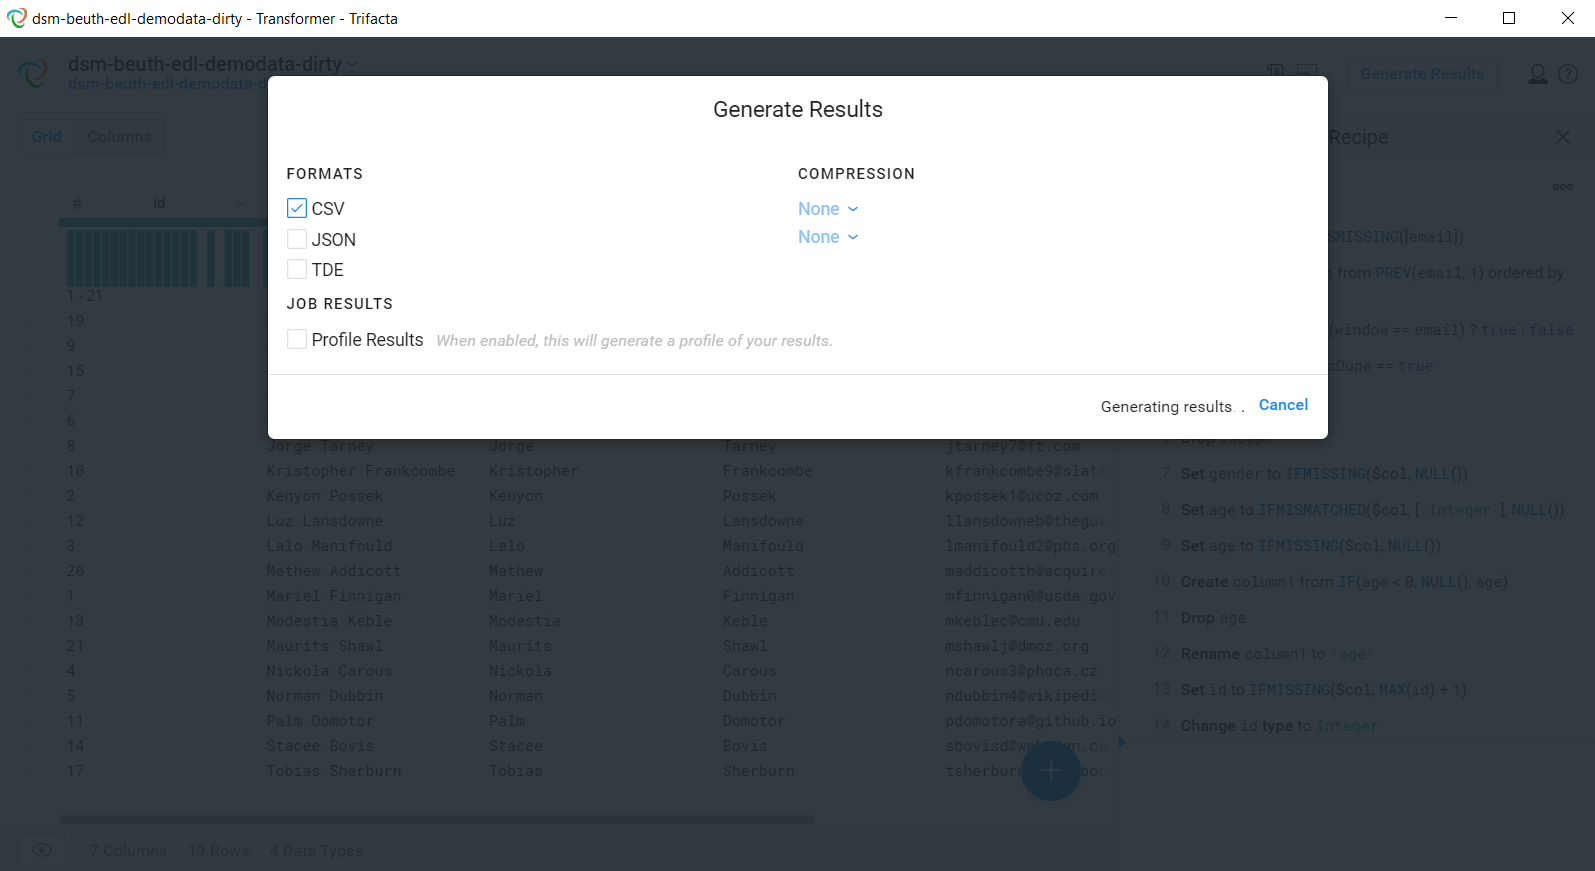 dsm-beuth-edl-demodata-dirty - Transformer - Trifacta
dsm-beuth-edl-demodata-dirty
dsm-beuth-edl-demodata-d
Generate Results
Grid
Columns
Recipe
Generate Results
FORMATS
COMPRESSION
CSV
None
JSON
None
TDE
JOB RESULTS
Profile Results When enabled, this will generate a profile of your results.
Generating results. .
Cancel
# id
1 - 21
19
9
15
7
6
8 Jorge Tarney Jorge Tarney jtarney7@ft.com
10 Kristopher Frankcombe Kristopher Frankcombe kfrankcombe9@slate
2 Kenyon Possek Kenyon Possek kpossek1@ucoz.com
12 Luz Lansdowne Luz Lansdowne llansdowneb@thegua
3 Lalo Manifould Lalo Manifould lmanifould2@pbs.org
20 Mathew Addicott Mathew Addicott maddicotth@acquire
1 Mariel Finnigan Mariel Finnigan mfinnigan0@usda.gov
13 Modestia Keble Modestia Keble mkeblec@cmu.edu
21 Maurits Shawl Maurits Shawl mshawlj@dmoz.org
4 Nickola Carous Nickola Carous ncarous3@phoca.cz
5 Norman Dubbin Norman Dubbin ndubbin4@wikipedia
11 Palm Domotor Palm Domotor pdomotora@github.io
14 Stacee Bovis Stacee Bovis
17 Tobias Sherburn Tobias Sherburn
SMISSING([email])
from PREV(email, 1) ordered by
(window == email) ? true : false
sDupe == true
Drop
7 Set gender to IFMISSING($col, NULL())
8 Set age to IFMISMATCHED($col, ['Integer'], NULL())
9 Set age to IFMISSING($col, NULL())
10 Create column1 from IF(age < 0, NULL(), age)
11 Drop age
12 Rename column1 to 'age'
13 Set id to IFMISSING($col, MAX(id) + 1)
14 Change id type to Integer
7 Columns 19 Rows 4 Data Types